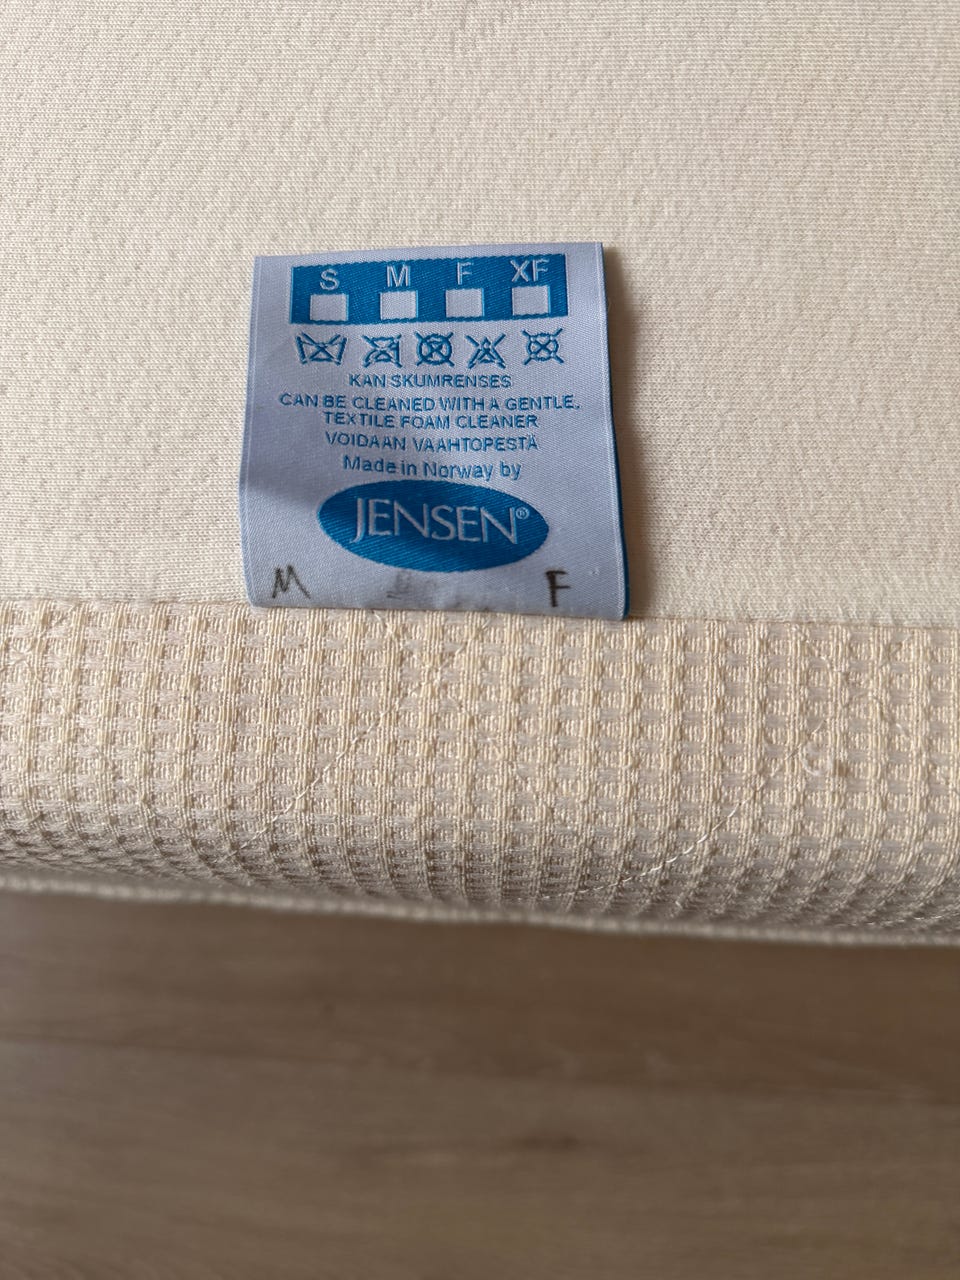 S M F XF
KAN SKUMRENSES
CAN BE CLEANED WITH A GENTLE,
TEXTILE FOAM CLEANER
VOIDAAN VAAHTOPESTÄ
Made in Norway by
JENSEN®
M F